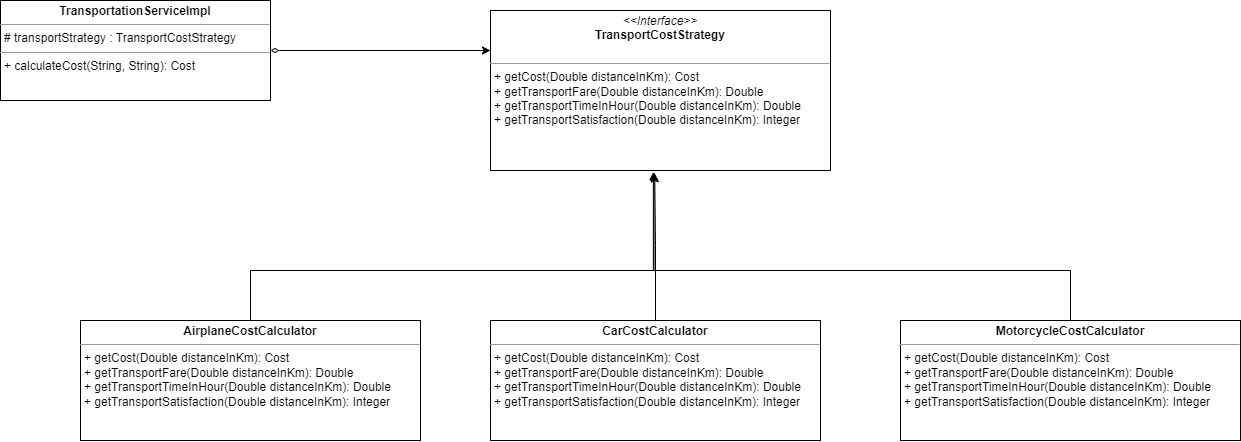 TransportationServiceImpl
# transportStrategy : TransportCostStrategy
+ calculateCost(String, String): Cost
<<Interface>>
TransportCostStrategy
+ getCost(Double distanceInKm): Cost
+ getTransportFare(Double distanceInKm): Double
+ getTransportTimeInHour(Double distanceInKm): Double
+ getTransportSatisfaction(Double distanceInKm): Integer
AirplaneCostCalculator
+ getCost(Double distanceInKm): Cost
+ getTransportFare(Double distanceInKm): Double
+ getTransportTimeInHour(Double distanceInKm): Double
+ getTransportSatisfaction(Double distanceInKm): Integer
CarCostCalculator
+ getCost(Double distanceInKm): Cost
+ getTransportFare(Double distanceInKm): Double
+ getTransportTimeInHour(Double distanceInKm): Double
+ getTransportSatisfaction(Double distanceInKm): Integer
MotorcycleCostCalculator
+ getCost(Double distanceInKm): Cost
+ getTransportFare(Double distanceInKm): Double
+ getTransportTimeInHour(Double distanceInKm): Double
+ getTransportSatisfaction(Double distanceInKm): Integer